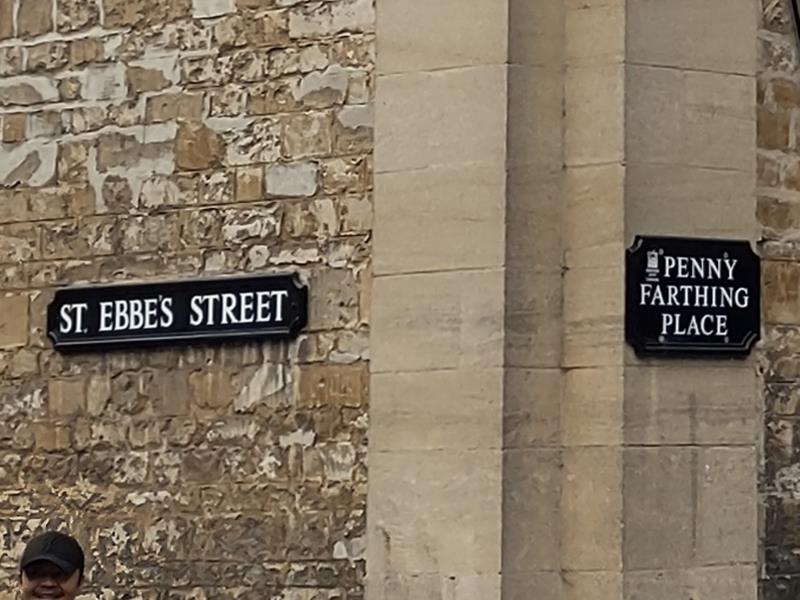 ST. EBBE'S STREET
PENNY
FARTHING
PLACE